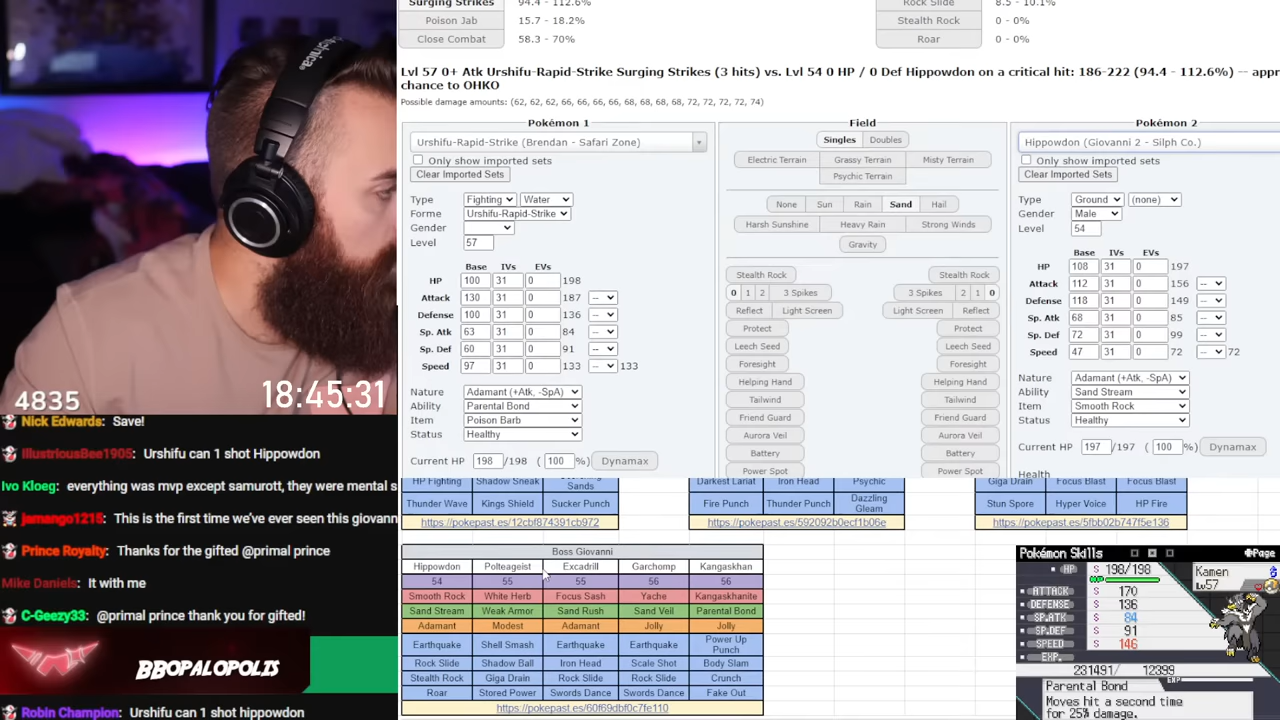 Surging Strikes 94.4 - 112.6%
Poison Jab 15.7 - 18.2%
Close Combat 58.3 - 70%
Rock Slide 8.5 - 10.1%
Stealth Rock 0 - 0%
Roar 0 - 0%
Lvl 57 0+ Atk Urshifu-Rapid-Strike Surging Strikes (3 hits) vs. Lvl 54 0 HP / 0 Def Hippowdon on a critical hit: 186-222 (94.4 - 112.6%) -- appr
chance to OHKO
Possible damage amounts: (62, 62, 62, 66, 66, 66, 66, 68, 68, 68, 68, 72, 72, 72, 72, 74)
Pokémon 1
Urshifu-Rapid-Strike (Brendan - Safari Zone)
Only show imported sets
Clear Imported Sets
Type Fighting Water
Forme Urshifu-Rapid-Strike
Gender
Level 57
Base IVs EVs
HP 100 31 0 198
Attack 130 31 0 187 --
Defense 100 31 0 136 --
Sp. Atk 63 31 0 84 --
Sp. Def 60 31 0 91 --
Speed 97 31 0 133 -- 133
Nature Adamant (+Atk, -SpA)
Ability Parental Bond
Item Poison Barb
Status Healthy
Current HP 198 /198 ( 100 %) Dynamax
Field
Singles Doubles
Electric Terrain Grassy Terrain Misty Terrain
Psychic Terrain
None Sun Rain Sand Hail
Harsh Sunshine Heavy Rain Strong Winds
Gravity
Stealth Rock Stealth Rock
0 1 2 3 Spikes 3 Spikes 2 1 0
Reflect Light Screen Light Screen Reflect
Protect Protect
Leech Seed Leech Seed
Foresight Foresight
Helping Hand Helping Hand
Tailwind Tailwind
Friend Guard Friend Guard
Aurora Veil Aurora Veil
Battery Battery
Power Spot Power Spot
Pokémon 2
Hippowdon (Giovanni 2 - Silph Co.)
Only show imported sets
Clear Imported Sets
Type Ground (none)
Gender Male
Level 54
Base IVs EVs
HP 108 31 0 197
Attack 112 31 0 156 --
Defense 118 31 0 149 --
Sp. Atk 68 31 0 85 --
Sp. Def 72 31 0 99 --
Speed 47 31 0 72 -- 72
Nature Adamant (+Atk, -SpA)
Ability Sand Stream
Item Smooth Rock
Status Healthy
Current HP 197 /197 ( 100 %) Dynamax
Health
4835
18:45:31
Nick Edwards: Save!
IllustriousBee1905: Urshifu can 1 shot Hippowdon
Ivo Kloeg: everything was mvp except samurott, they were mental s
jamango1215: This is the first time we've ever seen this giovann
Prince Royalty: Thanks for the gifted @primal prince
Mike Daniels: It with me
C-Geezy33: @primal prince thank you for gifted!
BBOPALOPOLIS
Robin Champion: Urshifu can 1 shot hippowdon
HP Fighting Shadow Sneak Sands
Thunder Wave Kings Shield Sucker Punch
https://pokepast.es/12cbf874391cb972
Darkest Lariat Iron Head Psychic
Fire Punch Thunder Punch Dazzling Gleam
https://pokepast.es/592092b0ecf1b06e
Giga Drain Focus Blast Focus Blast
Stun Spore Hyper Voice HP Fire
https://pokepast.es/5fbb02b747f5e136
Boss Giovanni
Hippowdon Polteageist Excadrill Garchomp Kangaskhan
54 55 55 56 56
Smooth Rock White Herb Focus Sash Yache Kangaskhanite
Sand Stream Weak Armor Sand Rush Sand Veil Parental Bond
Adamant Modest Adamant Jolly Jolly
Earthquake Shell Smash Earthquake Earthquake Power Up Punch
Rock Slide Shadow Ball Iron Head Scale Shot Body Slam
Stealth Rock Giga Drain Rock Slide Rock Slide Crunch
Roar Stored Power Swords Dance Swords Dance Fake Out
https://pokepast.es/60f69dbf0c7fe110
Pokémon Skills Page
HP S 198/198
ATTACK S 170
DEFENSE S 136
SP.ATK S 84
SP.DEF S 91
SPEED S 146
EXP.
231491/ 12399
Kamen
Lv57
Parental Bond
Moves hit a second time
for 25% damage.